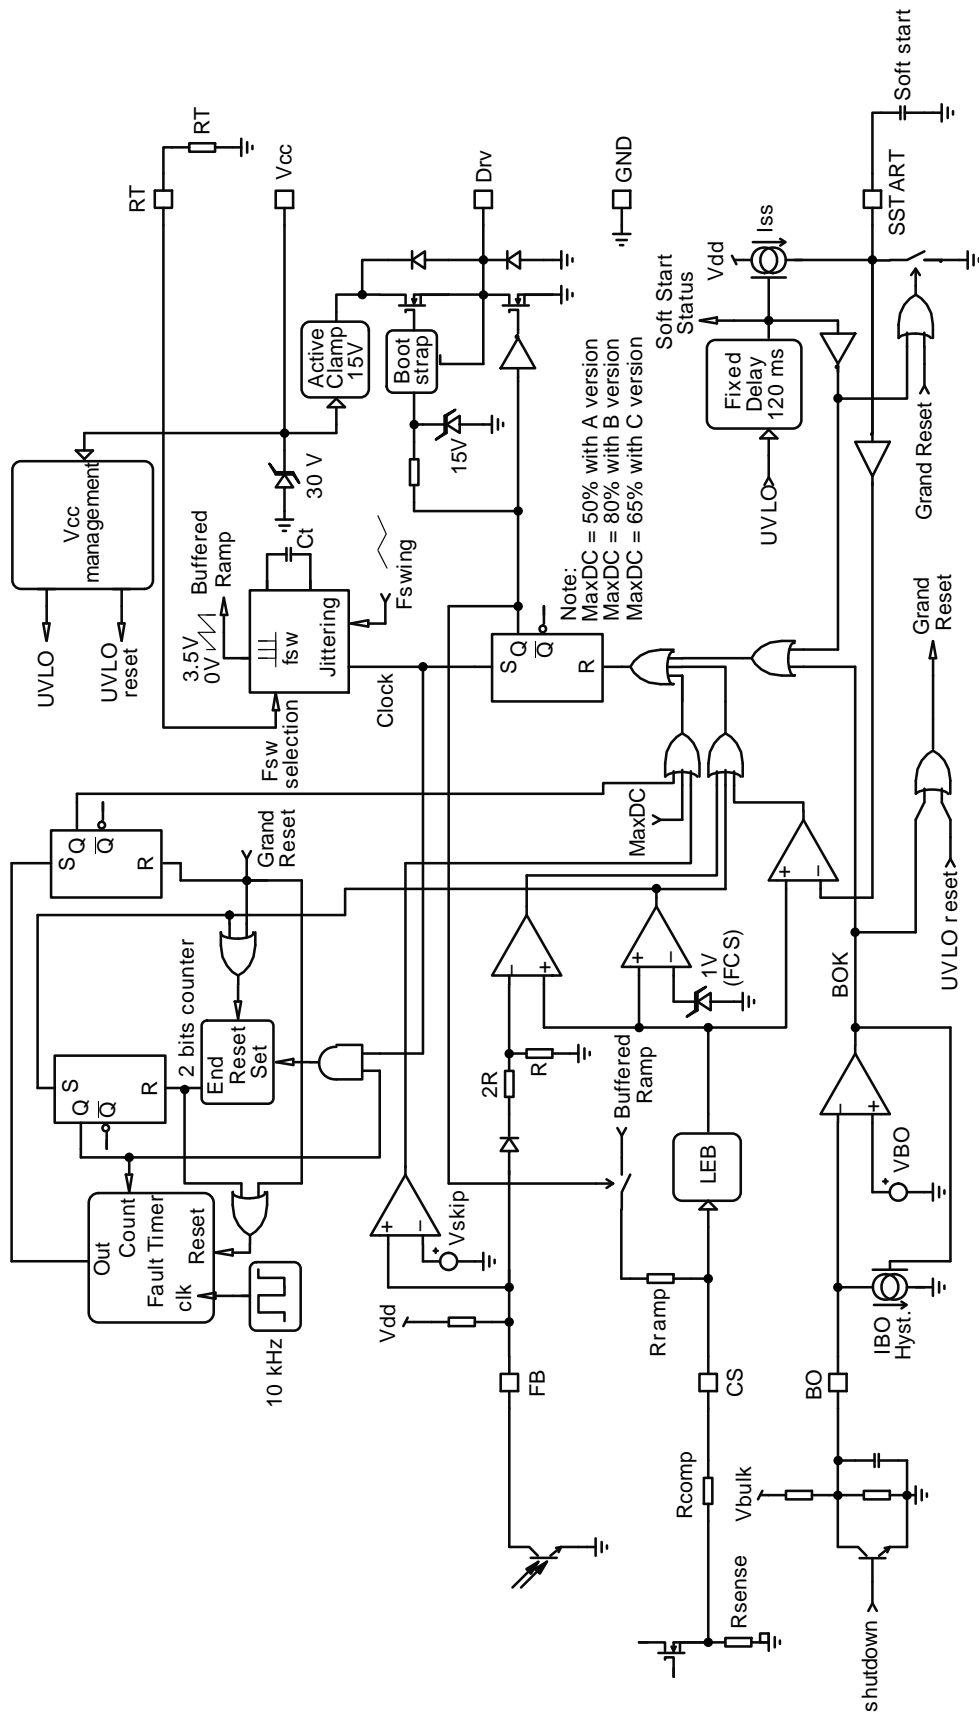 UVLO
UVLO
reset
Vcc
management
RT
RT
Vcc
Drv
GND
30 V
Active
Clamp
15V
Boot
strap
15V
3.5V
0V
Buffered
Ramp
fsw
Jittering
Ct
Fswing
Fsw
selection
Clock
S
Q
Q
R
Note:
MaxDC = 50% with A version
MaxDC = 80% with B version
MaxDC = 65% with C version
Soft Start
Status
Vdd
Iss
Fixed
Delay
120 ms
UVLO
Soft start
SSTART
Grand Reset
Grand
Reset
UVLO reset
S
Q
Q
R
Grand
Reset
MaxDC
2 bits counter
End
Reset
Set
S
Q
Q
R
Out
Count
Fault Timer
Reset
clk
10 kHz
+
−
+
Vskip
Vdd
FB
2R
R
−
+
+
−
1V
(FCS)
+
−
Buffered
Ramp
LEB
Rramp
CS
Rcomp
Rsense
BOK
−
+
+
VBO
IBO
Hyst.
BO
Vbulk
shutdown